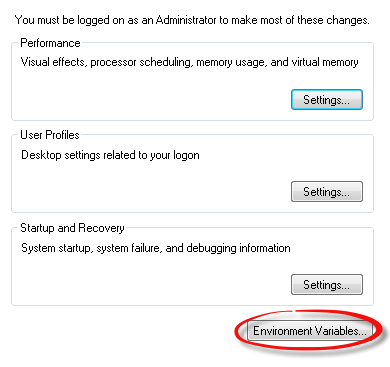 You must be logged on as an Administrator to make most of these changes.
Performance
Visual effects, processor scheduling, memory usage, and virtual memory
Settings...
User Profiles
Desktop settings related to your logon
Settings...
Startup and Recovery
System startup, system failure, and debugging information
Settings...
Environment Variables...